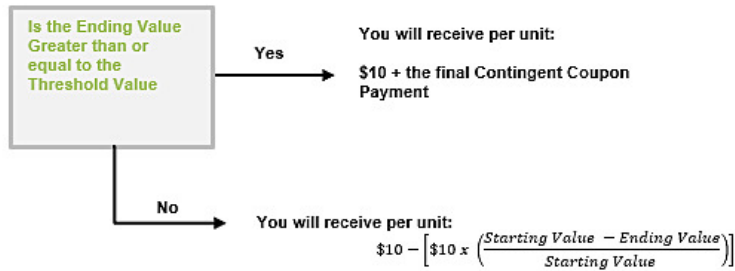 Is the Ending Value
Greater than or
equal to the
Threshold Value
Yes
You will receive per unit:
$10 + the final Contingent Coupon
Payment
No
You will receive per unit:
$10 − [$10 x (Starting Value − Ending Value / Starting Value)]